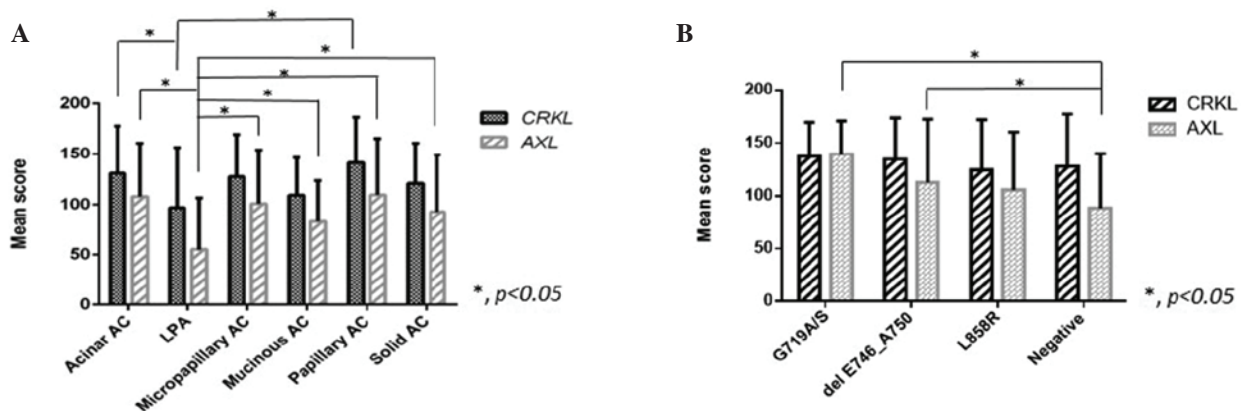 A
*
*
*
*
*
*
*
200
150
100
50
0
Mean score
CRKL
AXL
*, p<0.05
Acinar AC
LPA
Micropapillary AC
Mucinous AC
Papillary AC
Solid AC
B
*
*
200
150
100
50
0
Mean score
CRKL
AXL
*, p<0.05
G719A/S
del E746_A750
L858R
Negative